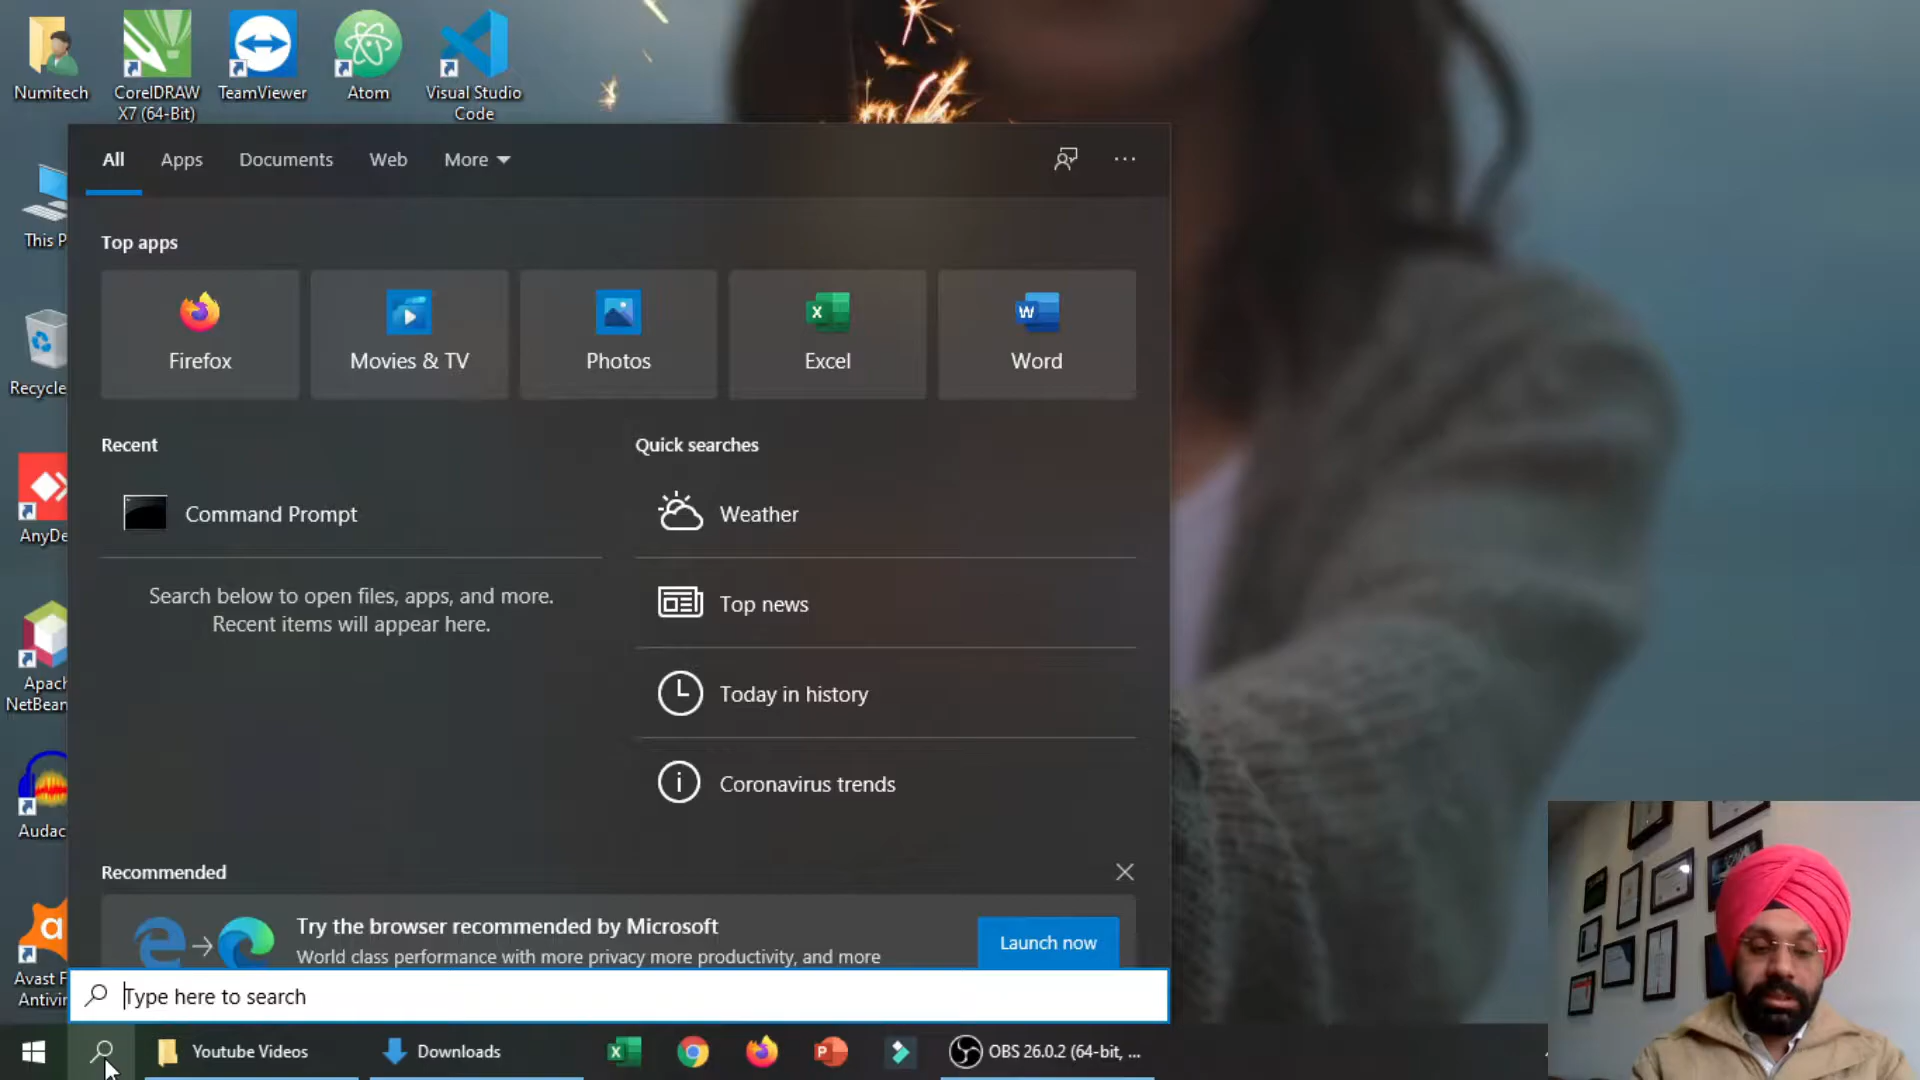 Numitech
CorelDRAW
X7 (64-Bit)
TeamViewer
Atom
Visual Studio
Code
This P
Recycle
AnyDe
Apach
NetBean
Audac
Avast F
Antivir
All
Apps
Documents
Web
More
Top apps
Firefox
Movies & TV
Photos
Excel
Word
Recent
Command Prompt
Search below to open files, apps, and more.
Recent items will appear here.
Quick searches
Weather
Top news
Today in history
Coronavirus trends
Recommended
Try the browser recommended by Microsoft
World class performance with more privacy more productivity, and more
Launch now
Type here to search
Youtube Videos
Downloads
OBS 26.0.2 (64-bit, ...